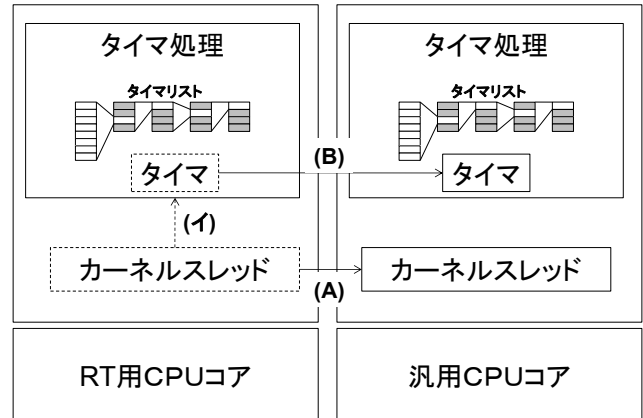 タイマ処理
タイマリスト
タイマ
(イ)
カーネルスレッド
RT用CPUコア
(B)
(A)
タイマ処理
タイマリスト
タイマ
カーネルスレッド
汎用CPUコア